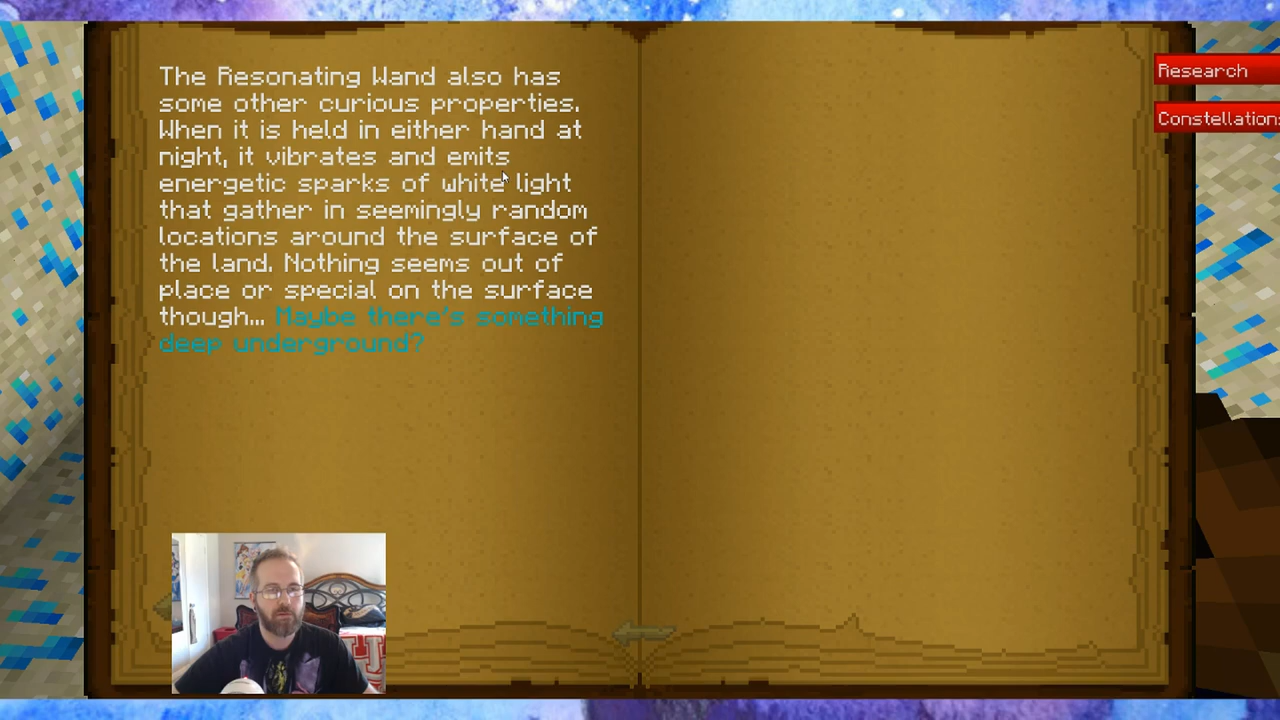 The Resonating Wand also has
some other curious properties.
When it is held in either hand at
night, it vibrates and emits
energetic sparks of white light
that gather in seemingly random
locations around the surface of
the land. Nothing seems out of
place or special on the surface
though... Maybe there's something
deep underground?
Research
Constellations